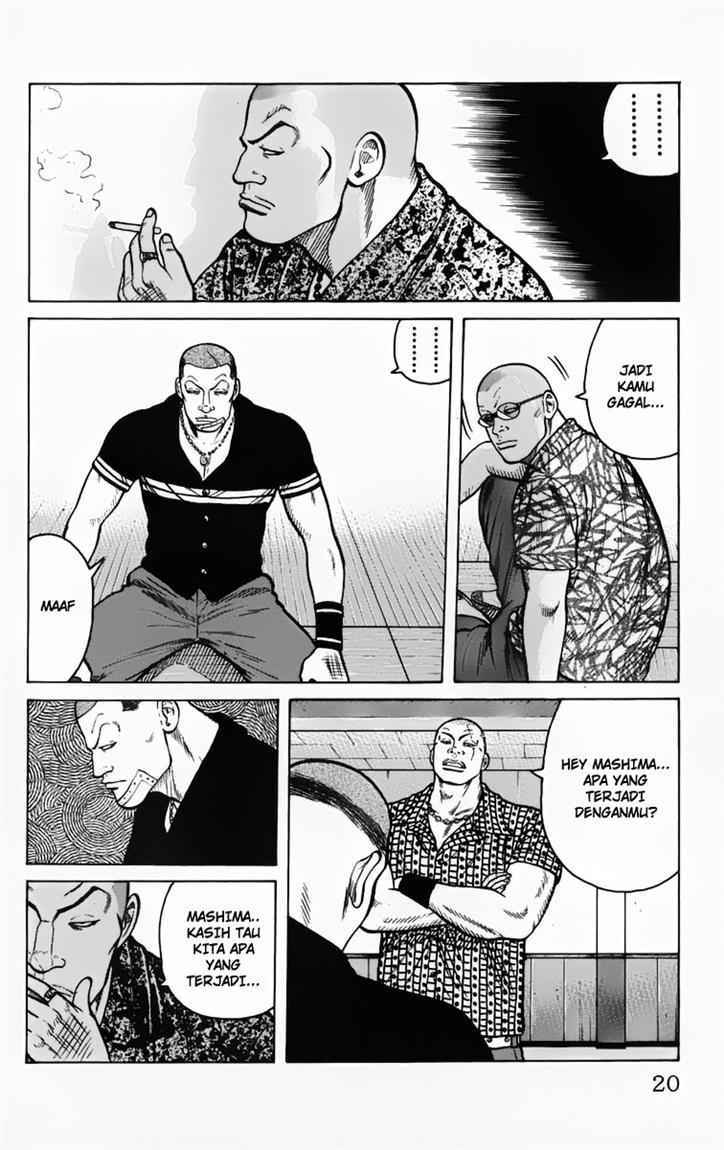 JADI
KAMU
GAGAL...
MAAF
HEY MASHIMA...
APA YANG
TERJADI
DENGANMU?
MASHIMA..
KASIH TAU
KITA APA
YANG
TERJADI...
20